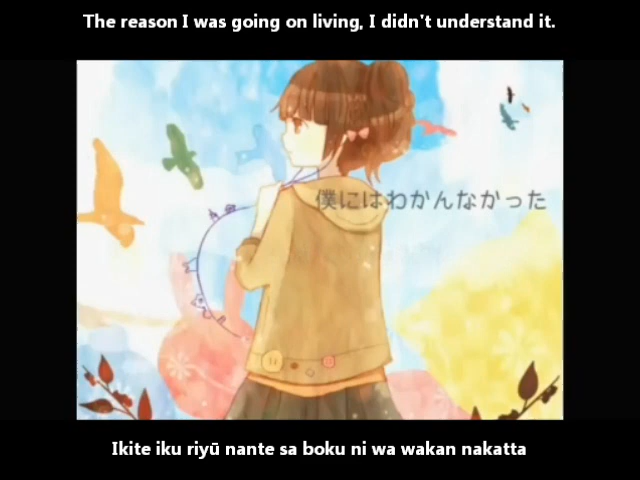 The reason I was going on living, I didn't understand it.
僕にはわかんなかった
Ikite iku riyū nante sa boku ni wa wakan nakatta